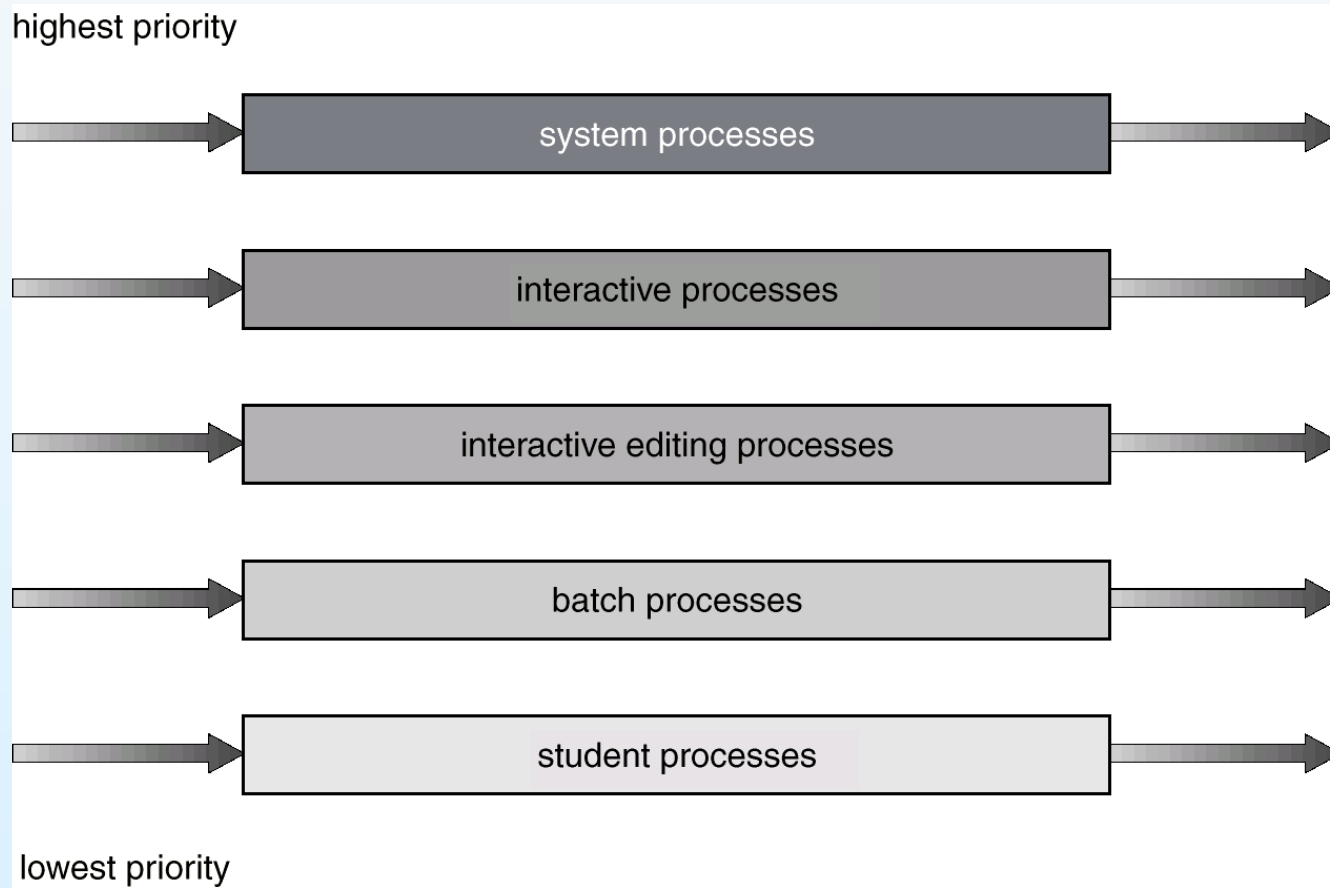 highest priority
system processes
interactive processes
interactive editing processes
batch processes
student processes
lowest priority